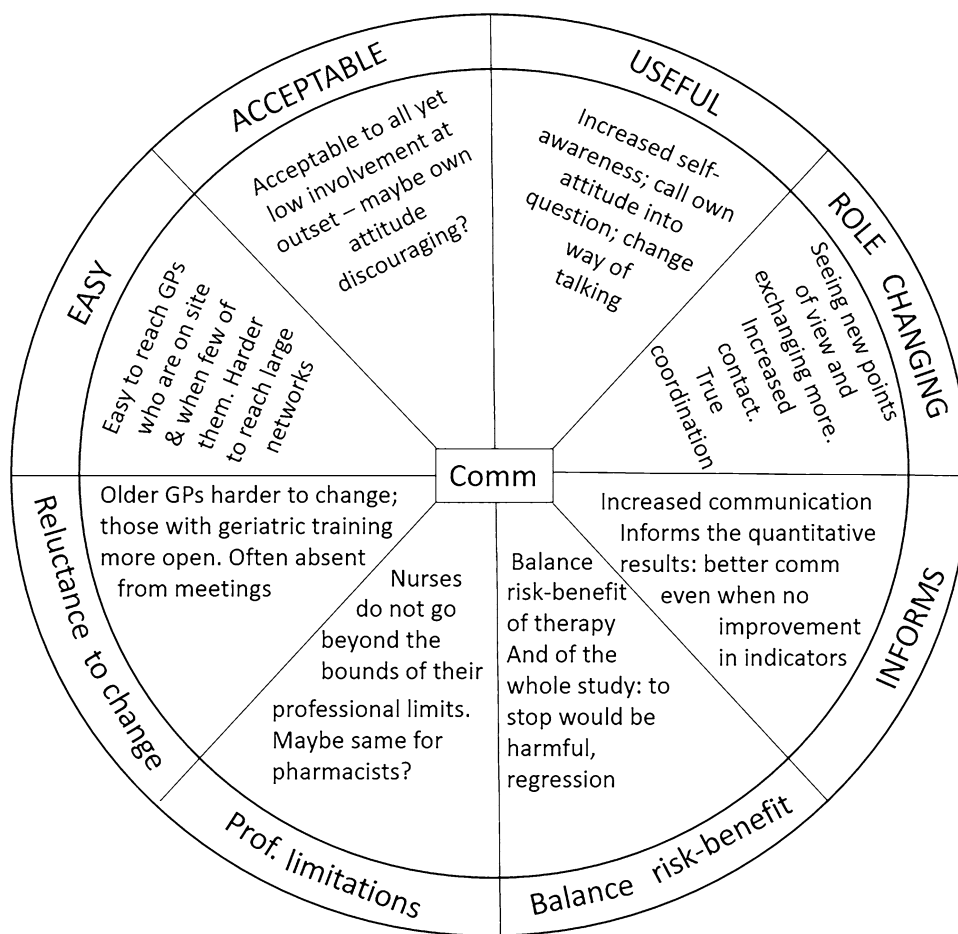 ACCEPTABLE
Acceptable to all yet
low involvement at
outset – maybe own
attitude
discouraging?
USEFUL
Increased self-
awareness; call own
attitude into
question; change
way of
talking
ROLE CHANGING
Seeing new points
of view and
exchanging more.
Increased
contact.
True
coordination
INFORMS
Increased communication
Informs the quantitative
results: better comm
even when no
improvement
in indicators
Balance risk-benefit
Balance
risk-benefit
of therapy
And of the
whole study: to
stop would be
harmful,
regression
Prof. limitations
Nurses
do not go
beyond the
bounds of their
professional limits.
Maybe same for
pharmacists?
Reluctance to change
Older GPs harder to change;
those with geriatric training
more open. Often absent
from meetings
EASY
Easy to reach GPs
who are on site
& when few of
them. Harder
to reach large
networks
Comm